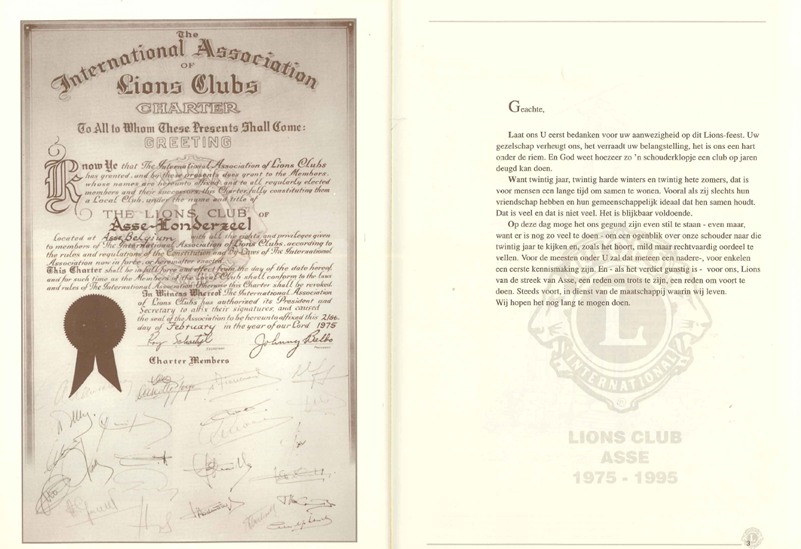 The
International Association
OF
Lions Clubs
CHARTER
To All to Whom These Presents Shall Come:
GREETING
Know Ye that The International Association of Lions Clubs
has granted, and by these presents does grant to the Members,
whose names are hereunto affixed, and to all regularly elected
members and their successors, this Charter, fully constituting them
a Local Club, under the name and title of
THE LIONS CLUB OF
Asse-Londerzeel
Located at Asse, Belgium with all the rights and privileges given
to members of The International Association of Lions Clubs, according to
the rules and regulations of the Constitution and By-Laws of The International
Association now in force, or hereafter enacted.
This Charter shall be in full force and effect from the day of the date hereof,
and for such time as the members of the Local Club shall conform to the laws
and rules of The International Association. Otherwise this Charter shall be revoked.
In Witness Whereof The International Association
of Lions Clubs has authorized its President and
Secretary to affix their signatures, and caused
the seal of the Association to be hereunto affixed this 21st.
day of February in the year of our Lord 1975
Charter Members
Geachte,
Laat ons U eerst bedanken voor uw aanwezigheid op dit Lions-feest. Uw
gezelschap verheugt ons, het verraadt uw belangstelling, het is ons een hart
onder de riem. En God weet hoezeer zo 'n schouderklopje een club op jaren
deugd kan doen.
Want twintig jaar, twintig harde winters en twintig hete zomers, dat is
voor mensen een lange tijd om samen te wonen. Vooral als zij slechts hun
vriendschap hebben en hun gemeenschappelijk ideaal dat hen samen houdt.
Dat is veel en dat is niet veel. Het is blijkbaar voldoende.
Op deze dag moge het ons gegund zijn even stil te staan - even maar,
want er is nog zo veel te doen - om een ogenblik over onze schouder naar die
twintig jaar te kijken en, zoals het hoort, mild maar rechtvaardig oordeel te
vellen. Voor de meesten onder U zal dat meteen een nadere-, voor enkelen
een eerste kennismaking zijn. En - als het verdict gunstig is - voor ons, Lions
van de streek van Asse, een reden om trots te zijn, een reden om voort te
doen. Steeds voort, in dienst van de maatschappij waarin wij leven.
Wij hopen het nog lang te mogen doen.
L
INTERNATIONAL
LIONS CLUB
ASSE
1975 - 1995
3